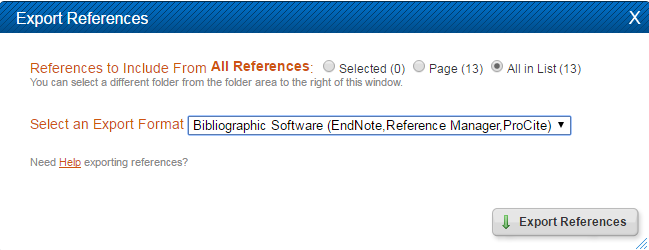 Export References X
References to Include From All References: Selected (0) Page (13) All in List (13)
You can select a different folder from the folder area to the right of this window.
Select an Export Format Bibliographic Software (EndNote,Reference Manager,ProCite)
Need Help exporting references?
Export References